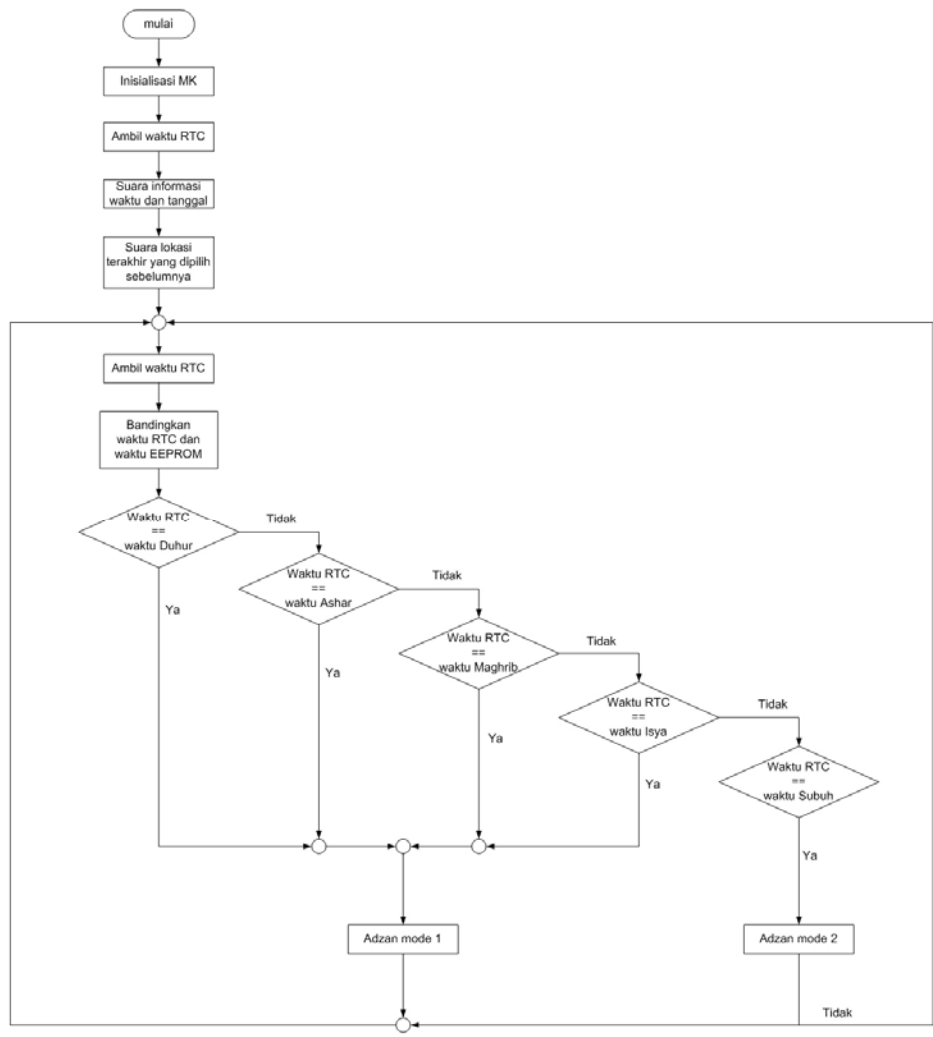 mulai
Inisialisasi MK
Ambil waktu RTC
Suara informasi
waktu dan tanggal
Suara lokasi
terakhir yang dipilih
sebelumnya
Ambil waktu RTC
Bandingkan
waktu RTC dan
waktu EEPROM
Waktu RTC
==
waktu Duhur
Tidak
Ya
Waktu RTC
==
waktu Ashar
Tidak
Ya
Waktu RTC
==
waktu Maghrib
Tidak
Ya
Waktu RTC
==
waktu Isya
Tidak
Ya
Waktu RTC
==
waktu Subuh
Ya
Adzan mode 1
Adzan mode 2
Tidak